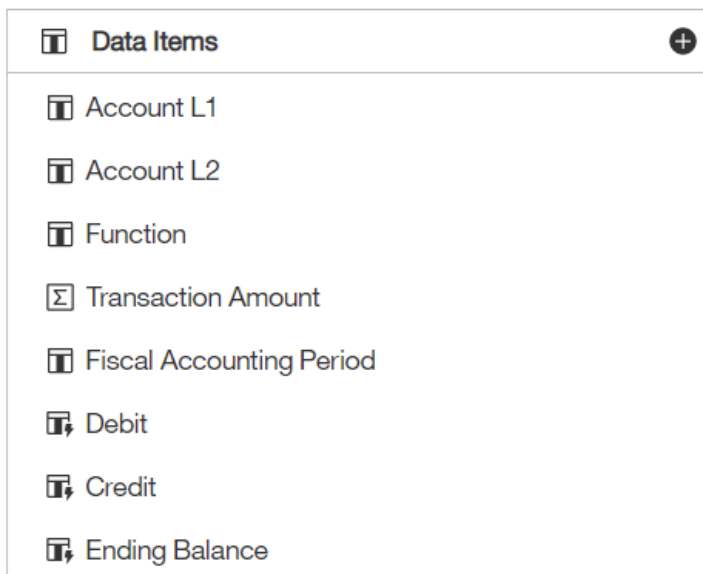 Data Items
Account L1
Account L2
Function
Transaction Amount
Fiscal Accounting Period
Debit
Credit
Ending Balance